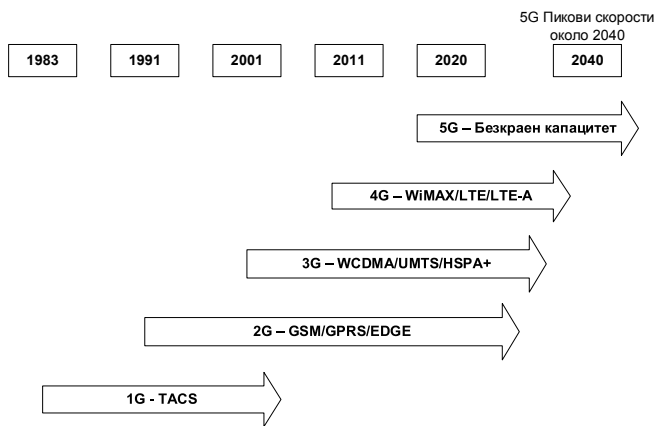 5G Пикови скорости
около 2040
1983
1991
2001
2011
2020
2040
5G – Безкраен капацитет
4G – WiMAX/LTE/LTE-A
3G – WCDMA/UMTS/HSPA+
2G – GSM/GPRS/EDGE
1G - TACS